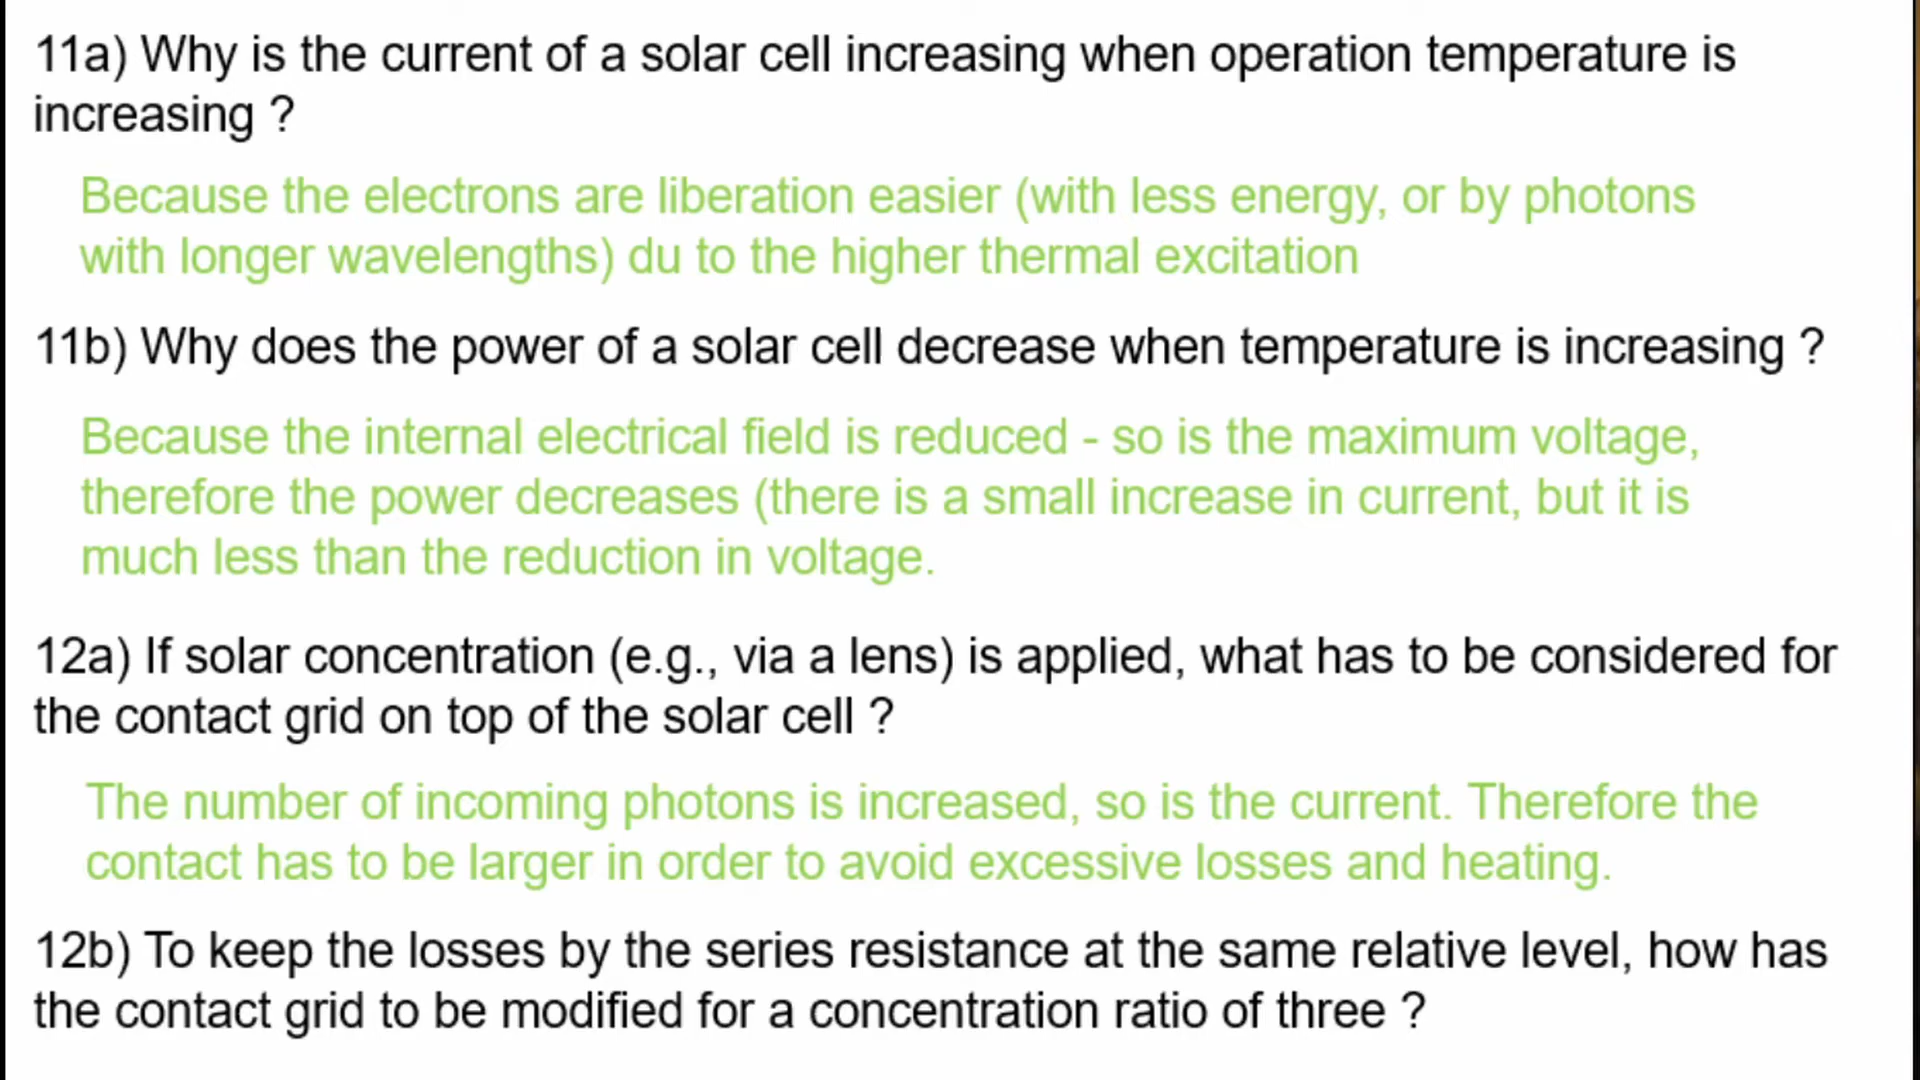 11a) Why is the current of a solar cell increasing when operation temperature is
increasing ?
Because the electrons are liberation easier (with less energy, or by photons
with longer wavelengths) du to the higher thermal excitation
11b) Why does the power of a solar cell decrease when temperature is increasing ?
Because the internal electrical field is reduced - so is the maximum voltage,
therefore the power decreases (there is a small increase in current, but it is
much less than the reduction in voltage.
12a) If solar concentration (e.g., via a lens) is applied, what has to be considered for
the contact grid on top of the solar cell ?
The number of incoming photons is increased, so is the current. Therefore the
contact has to be larger in order to avoid excessive losses and heating.
12b) To keep the losses by the series resistance at the same relative level, how has
the contact grid to be modified for a concentration ratio of three ?